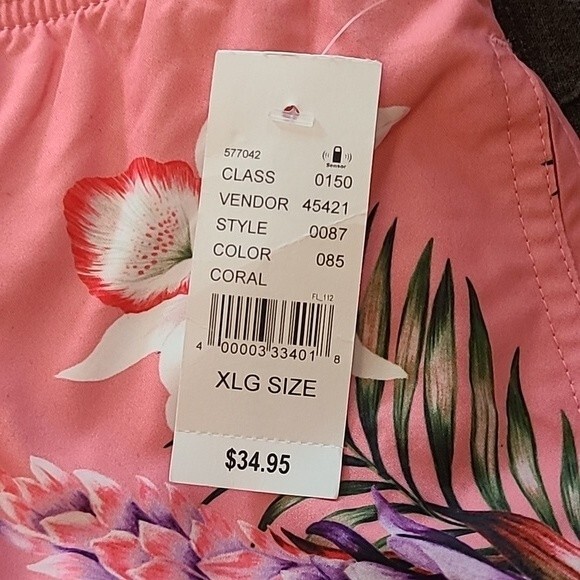 577042
Sensor
CLASS 0150
VENDOR 45421
STYLE 0087
COLOR 085
CORAL
FL_112
4 00003 33401 8
XLG SIZE
$34.95